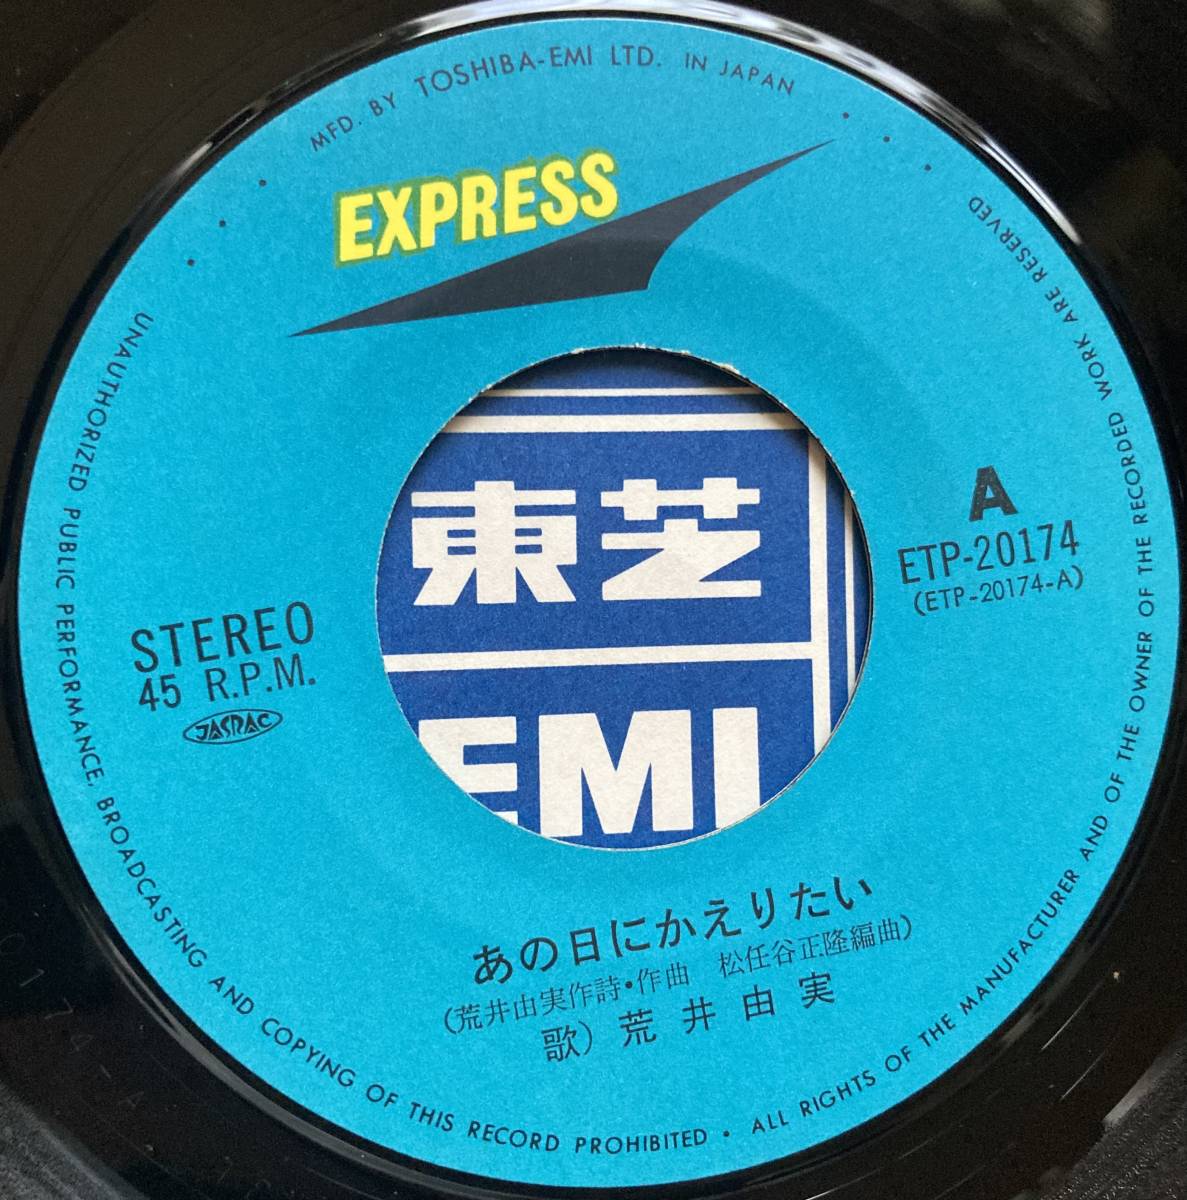 MFD. BY TOSHIBA-EMI LTD. IN JAPAN
EXPRESS
東芝
EMI
A
ETP-20174
(ETP-20174-A)
STEREO
45 R.P.M.
JASRAC
あの日にかえりたい
(荒井由実作詩・作曲 松任谷正隆編曲)
歌) 荒井由実
UNAUTHORIZED PUBLIC PERFORMANCE, BROADCASTING AND COPYING OF THIS RECORD PROHIBITED • ALL RIGHTS OF THE MANUFACTURER AND OF THE OWNER OF THE RECORDED WORK ARE RESERVED